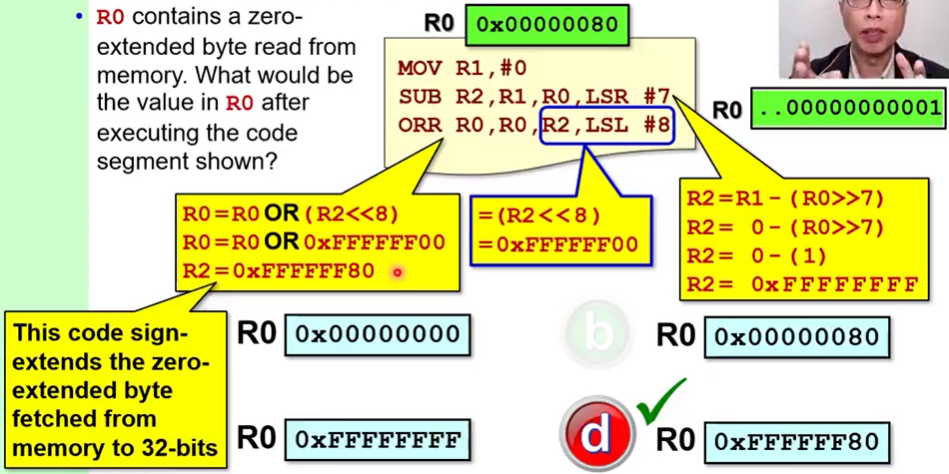 • R0 contains a zero-
extended byte read from
memory. What would be
the value in R0 after
executing the code
segment shown?
R0 0x00000080
MOV R1,#0
SUB R2,R1,R0,LSR #7
ORR R0,R0,R2,LSL #8
R0 ..00000000001
R0=R0 OR (R2<<8)
R0=R0 OR 0xFFFFFF00
R2=0xFFFFFF80
=(R2<<8)
=0xFFFFFF00
R2=R1-(R0>>7)
R2= 0-(R0>>7)
R2= 0-(1)
R2= 0xFFFFFFFF
This code sign-
extends the zero-
extended byte
fetched from
memory to 32-bits
R0 0x00000000
b R0 0x00000080
R0 0xFFFFFFFF
d R0 0xFFFFFF80